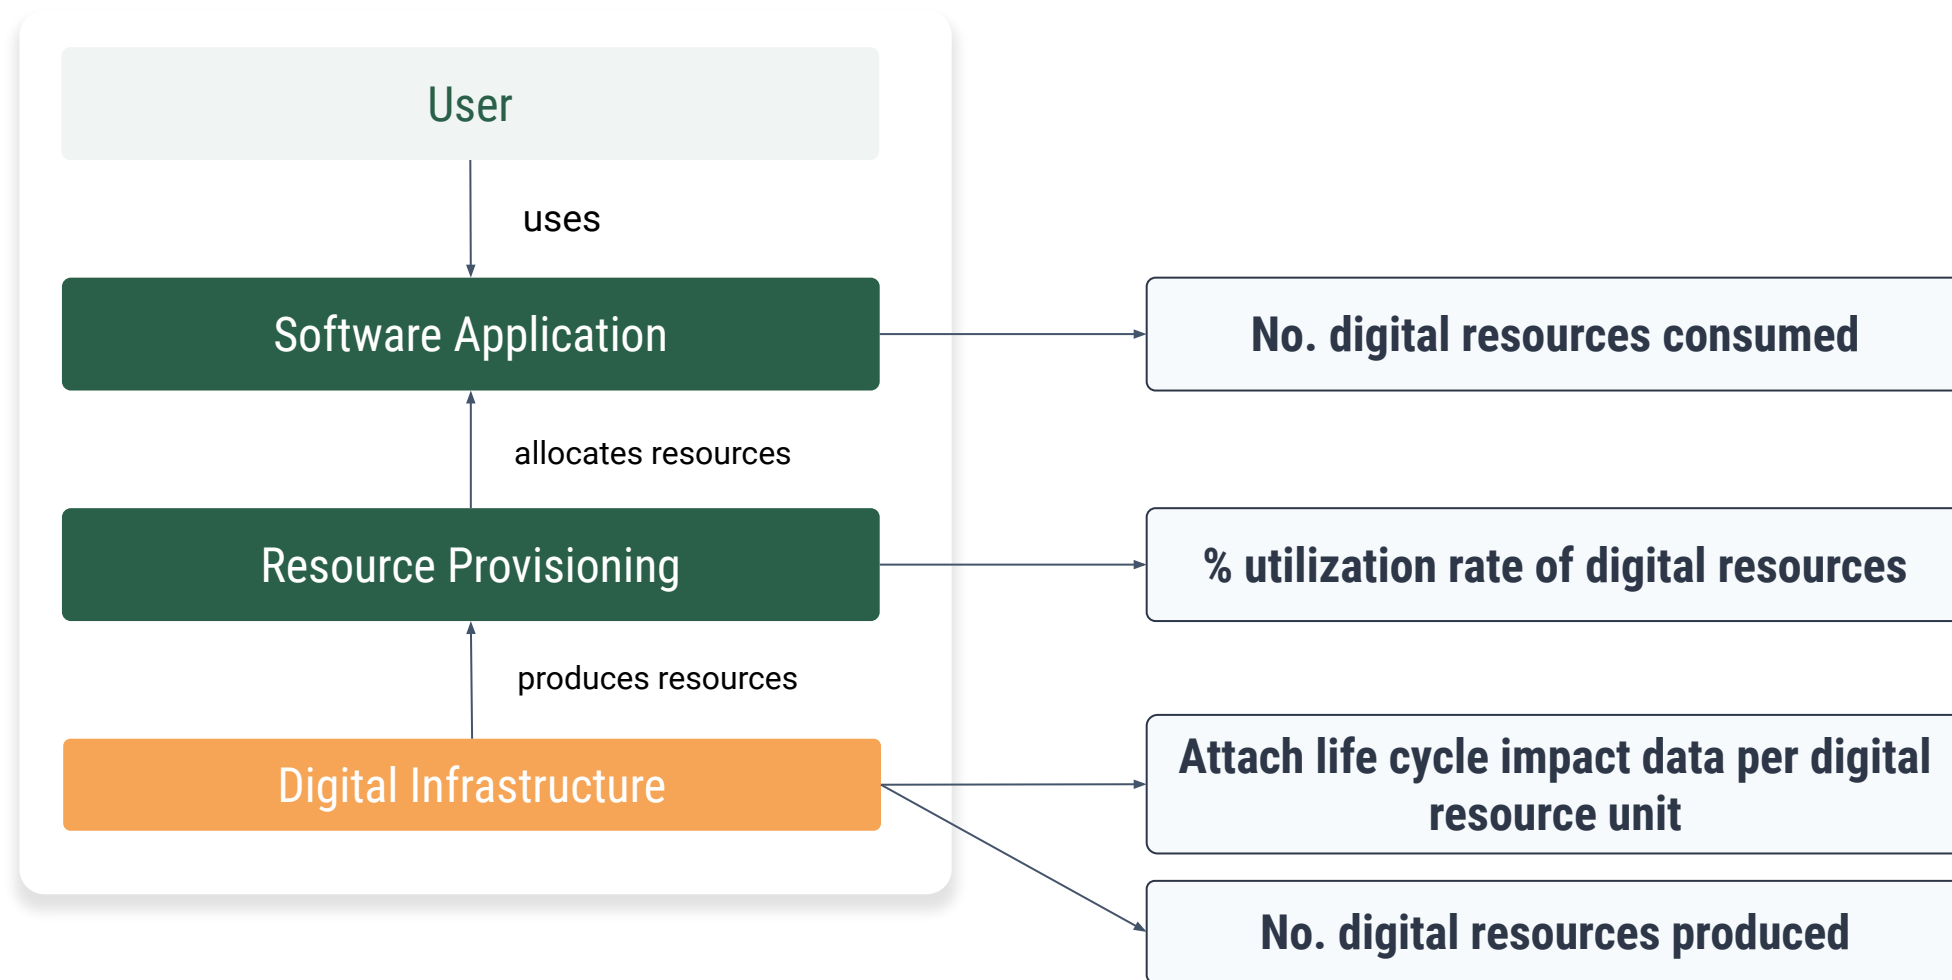 User
uses
Software Application
No. digital resources consumed
allocates resources
Resource Provisioning
% utilization rate of digital resources
produces resources
Digital Infrastructure
Attach life cycle impact data per digital
resource unit
No. digital resources produced